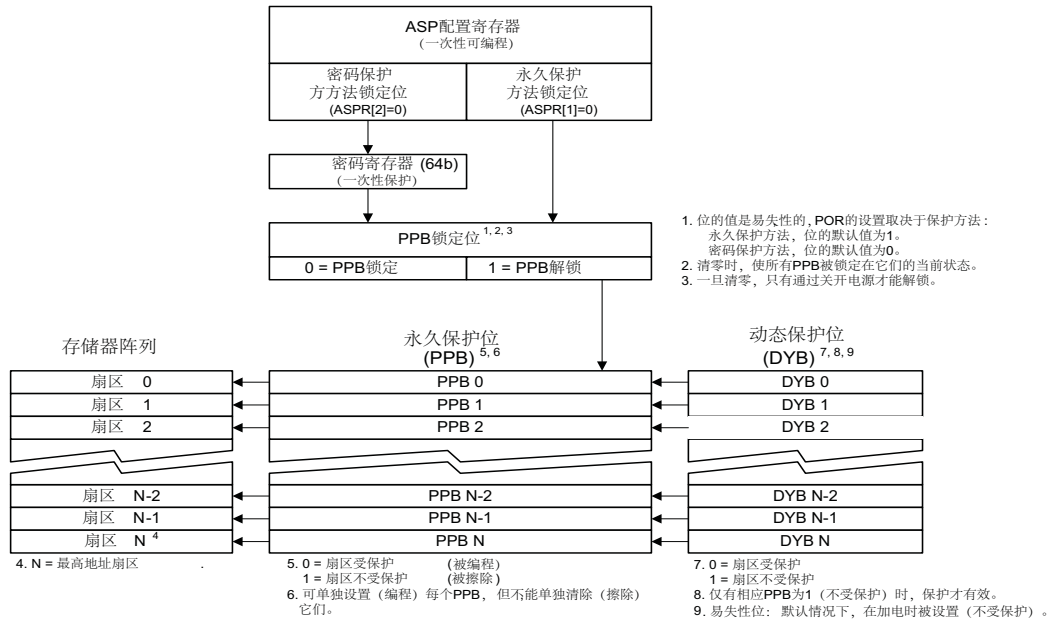 ASP配置寄存器
(一次性可编程)
密码保护
方方法锁定位
(ASPR[2]=0)
永久保护
方法锁定位
(ASPR[1]=0)
密码寄存器 (64b)
(一次性保护)
PPB锁定位 1, 2, 3
0 = PPB锁定
1 = PPB解锁
1. 位的值是易失性的, POR的设置取决于保护方法:
永久保护方法, 位的默认值为1。
密码保护方法, 位的默认值为0。
2. 清零时, 使所有PPB被锁定在它们的当前状态。
3. 一旦清零, 只有通过关开电源才能解锁。
存储器阵列
永久保护位
(PPB) 5, 6
动态保护位
(DYB) 7, 8, 9
扇区 0
PPB 0
DYB 0
扇区 1
PPB 1
DYB 1
扇区 2
PPB 2
DYB 2
扇区 N-2
PPB N-2
DYB N-2
扇区 N-1
PPB N-1
DYB N-1
扇区 N 4
PPB N
DYB N
4. N = 最高地址扇区 .
5. 0 = 扇区受保护 (被编程)
1 = 扇区不受保护 (被擦除)
6. 可单独设置 (编程) 每个PPB, 但不能单独清除 (擦除)
它们。
7. 0 = 扇区受保护
1 = 扇区不受保护
8. 仅有相应PPB为1 (不受保护) 时, 保护才有效。
9. 易失性位: 默认情况下, 在加电时被设置 (不受保护) 。